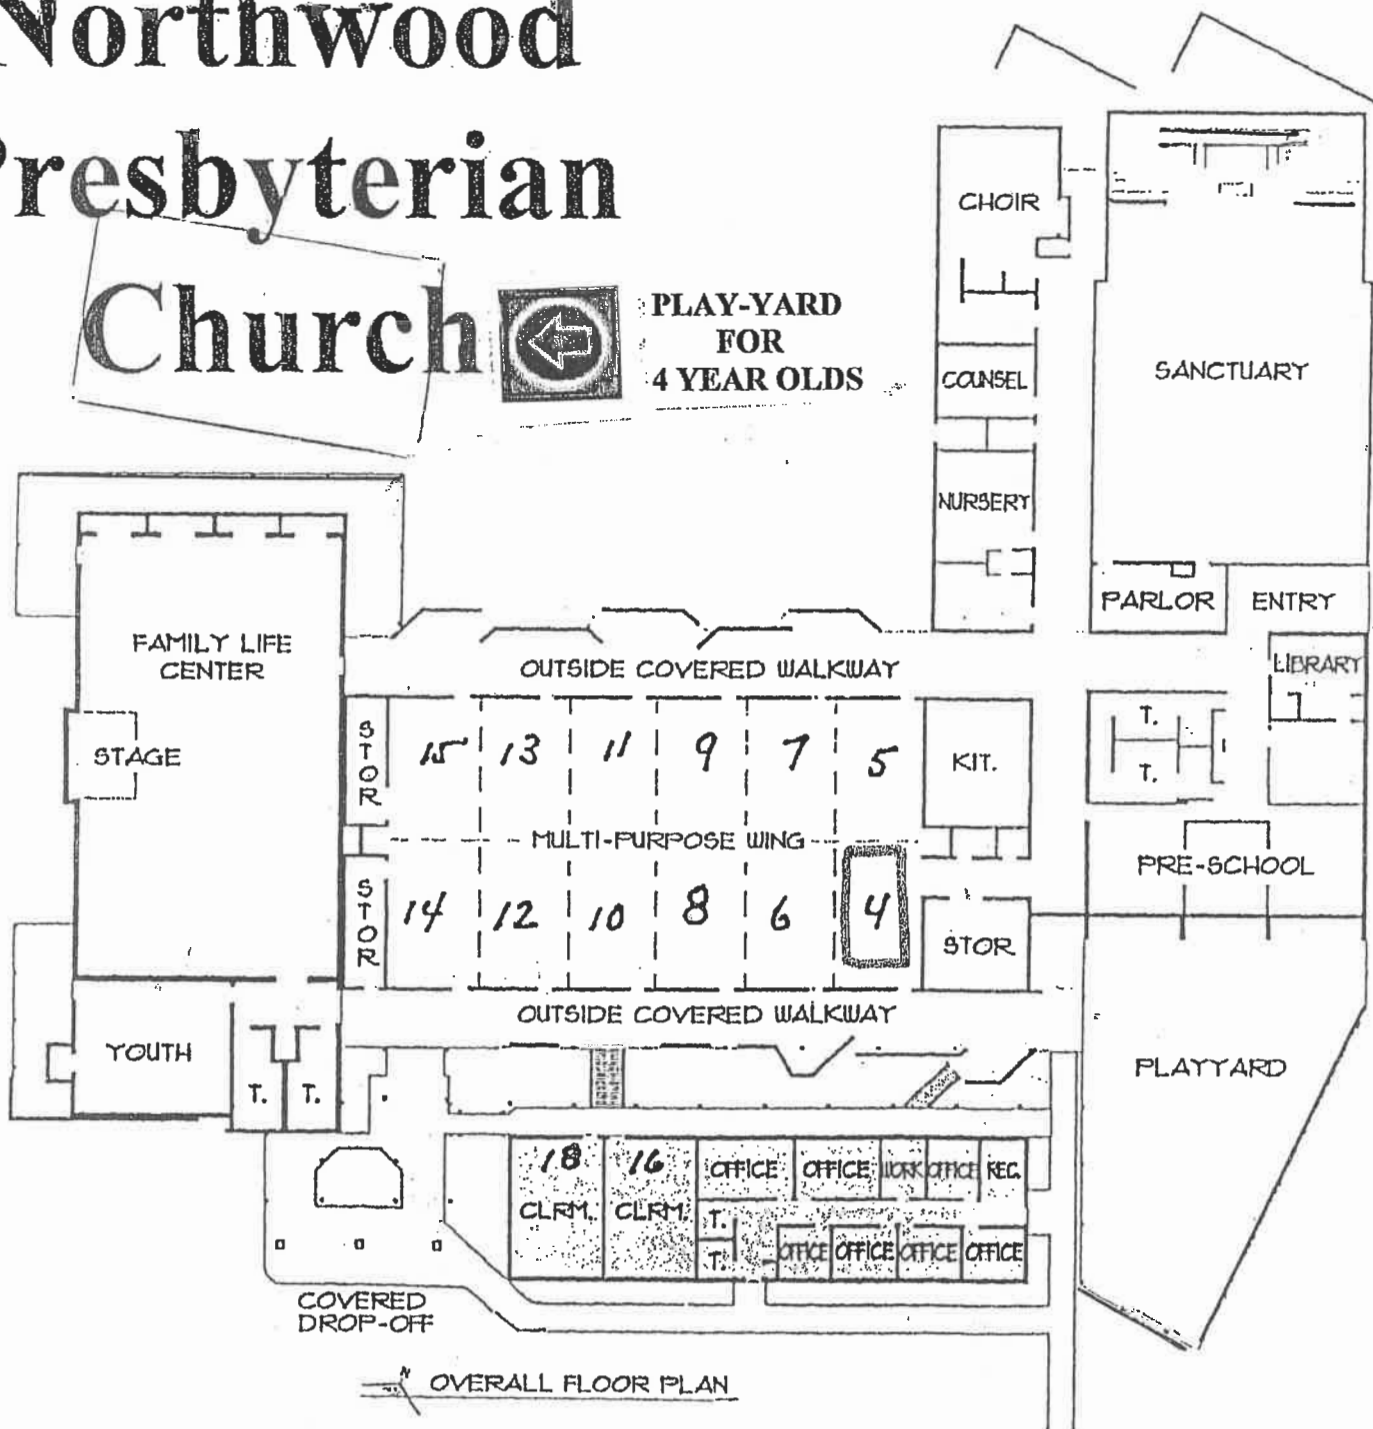 Northwood
Presbyterian
Church
PLAY-YARD
FOR
4 YEAR OLDS
CHOIR
COUNSEL
SANCTUARY
NURSERY
PARLOR
ENTRY
LIBRARY
FAMILY LIFE
CENTER
STAGE
OUTSIDE COVERED WALKWAY
STOR
15
13
11
9
7
5
KIT.
T.
T.
MULTI-PURPOSE WING
PRE-SCHOOL
STOR
14
12
10
8
6
4
STOR
OUTSIDE COVERED WALKWAY
YOUTH
T.
T.
PLAYYARD
18
CLRM.
16
CLRM.
OFFICE
OFFICE
WORK
OFFICE
REC.
T.
T.
OFFICE
OFFICE
OFFICE
OFFICE
COVERED
DROP-OFF
N
OVERALL FLOOR PLAN